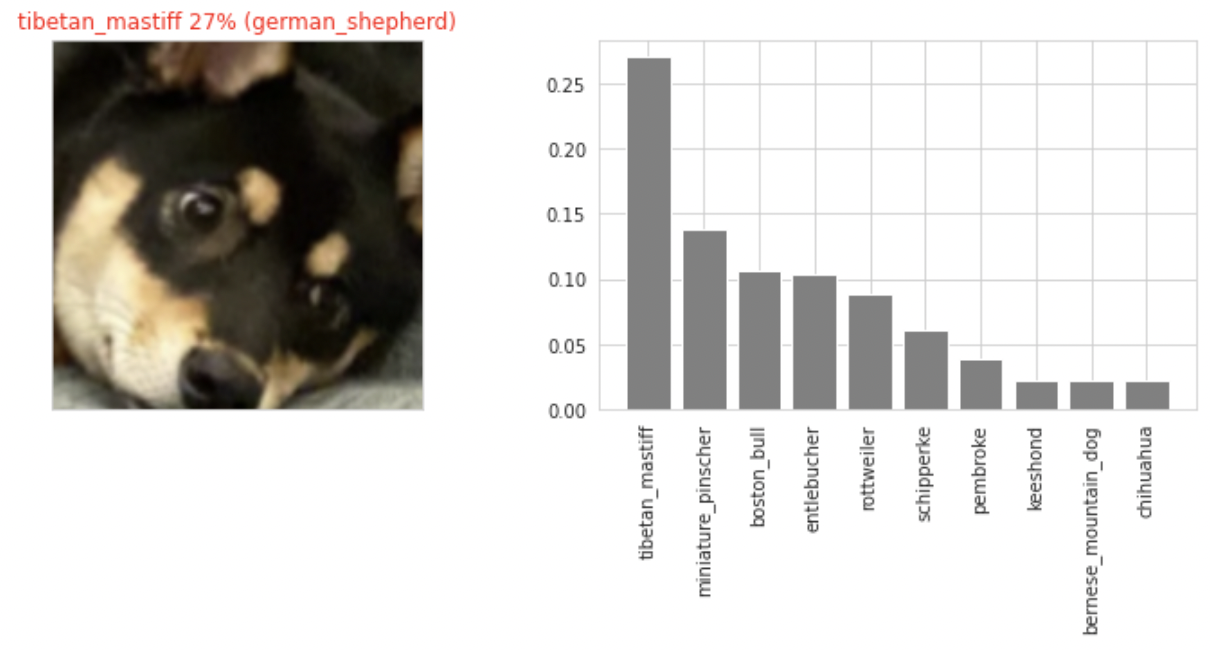 tibetan_mastiff 27% (german_shepherd)
0.25
0.20
0.15
0.10
0.05
0.00
tibetan_mastiff
miniature_pinscher
boston_bull
entlebucher
rottweiler
schipperke
pembroke
keeshond
bernese_mountain_dog
chihuahua